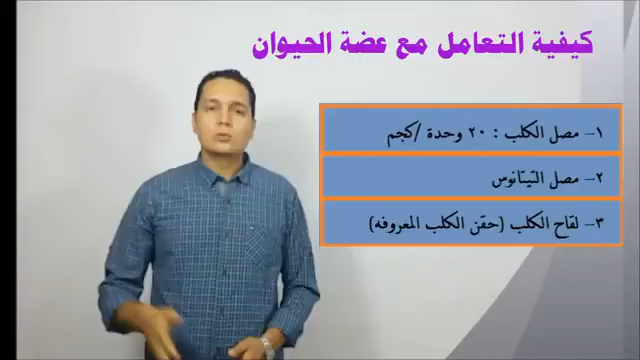 كيفية التعامل مع عضة الحيوان
١- مصل الكلب : ٢٠ وحدة /كجم
٢- مصل التيتانوس
٣- لقاح الكلب (حقن الكلب المعروفه)